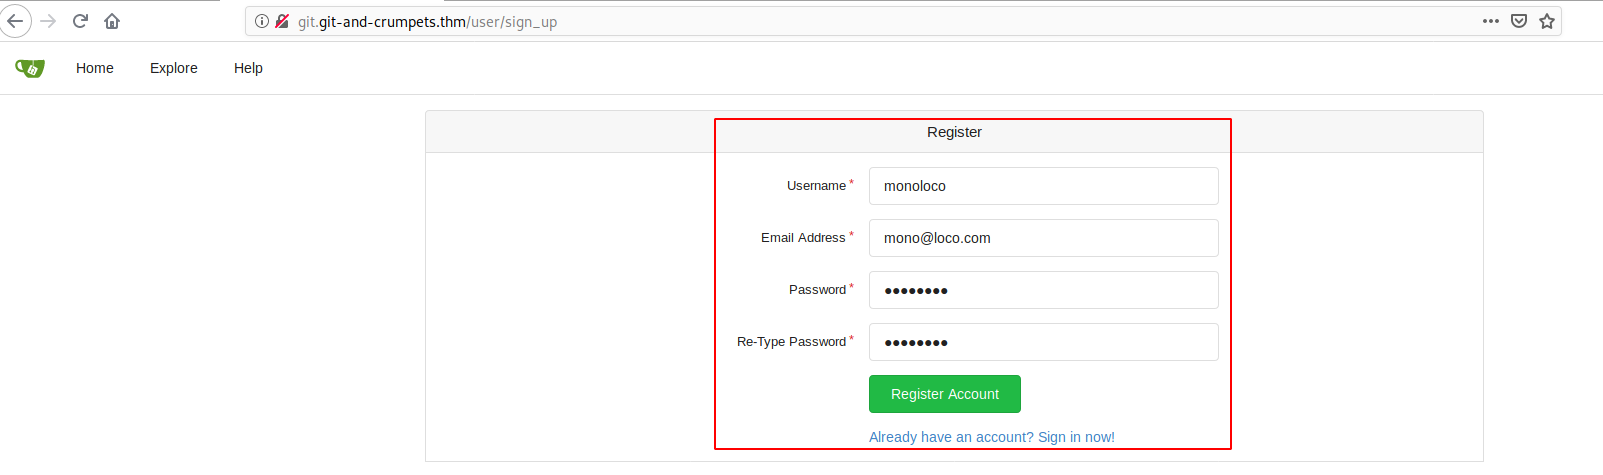 git.git-and-crumpets.thm/user/sign_up
Home Explore Help
Register
Username * monoloco
Email Address * mono@loco.com
Password * ●●●●●●●●
Re-Type Password * ●●●●●●●●
Register Account
Already have an account? Sign in now!